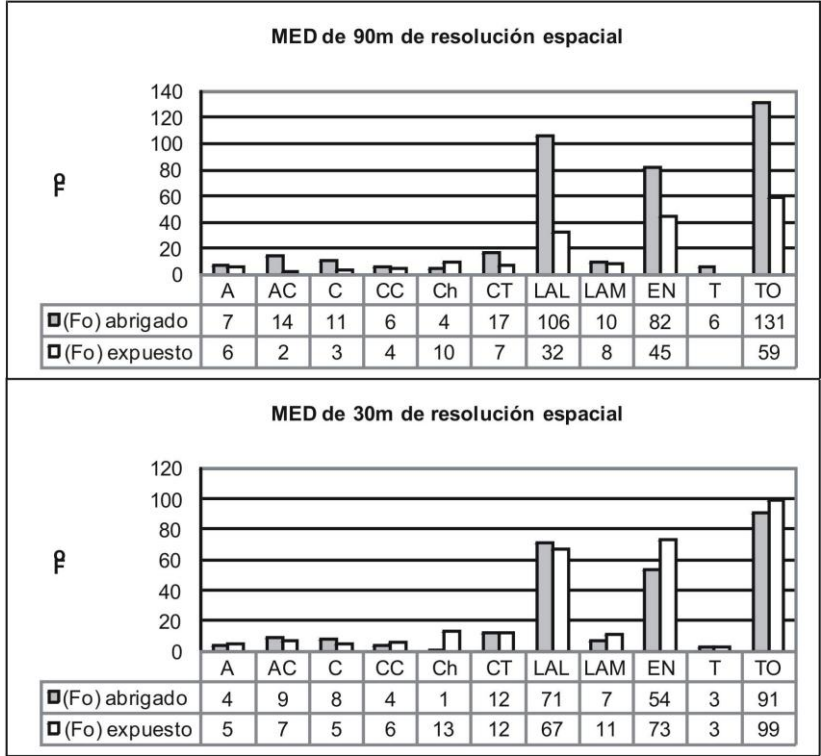 MED de 90m de resolución espacial
140
120
100
80
60
40
20
0
Fo
A AC C CC Ch CT LAL LAM EN T TO
(Fo) abrigado 7 14 11 6 4 17 106 10 82 6 131
(Fo) expuesto 6 2 3 4 10 7 32 8 45 59
MED de 30m de resolución espacial
120
100
80
60
40
20
0
Fo
A AC C CC Ch CT LAL LAM EN T TO
(Fo) abrigado 4 9 8 4 1 12 71 7 54 3 91
(Fo) expuesto 5 7 5 6 13 12 67 11 73 3 99